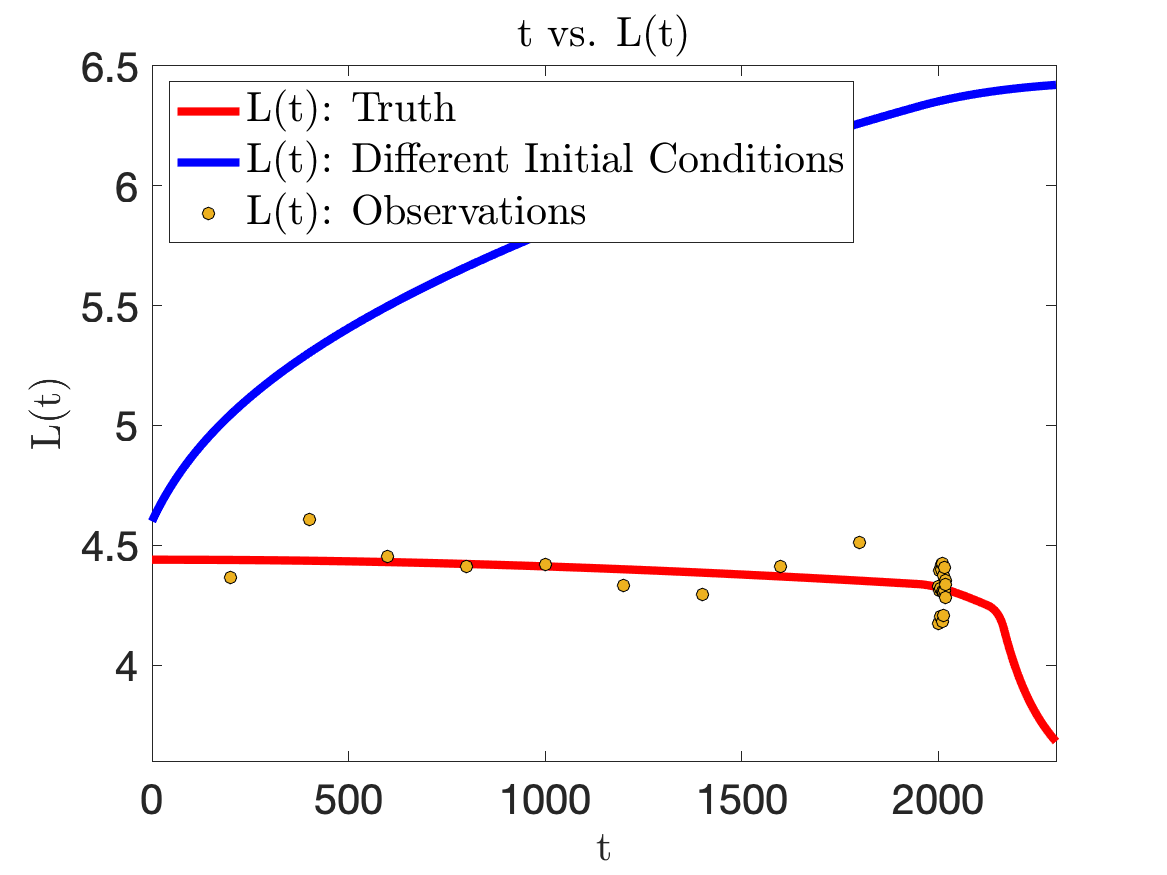 t vs. L(t)
6.5
6
5.5
5
4.5
4
L(t)
L(t): Truth
L(t): Different Initial Conditions
L(t): Observations
0 500 1000 1500 2000
t